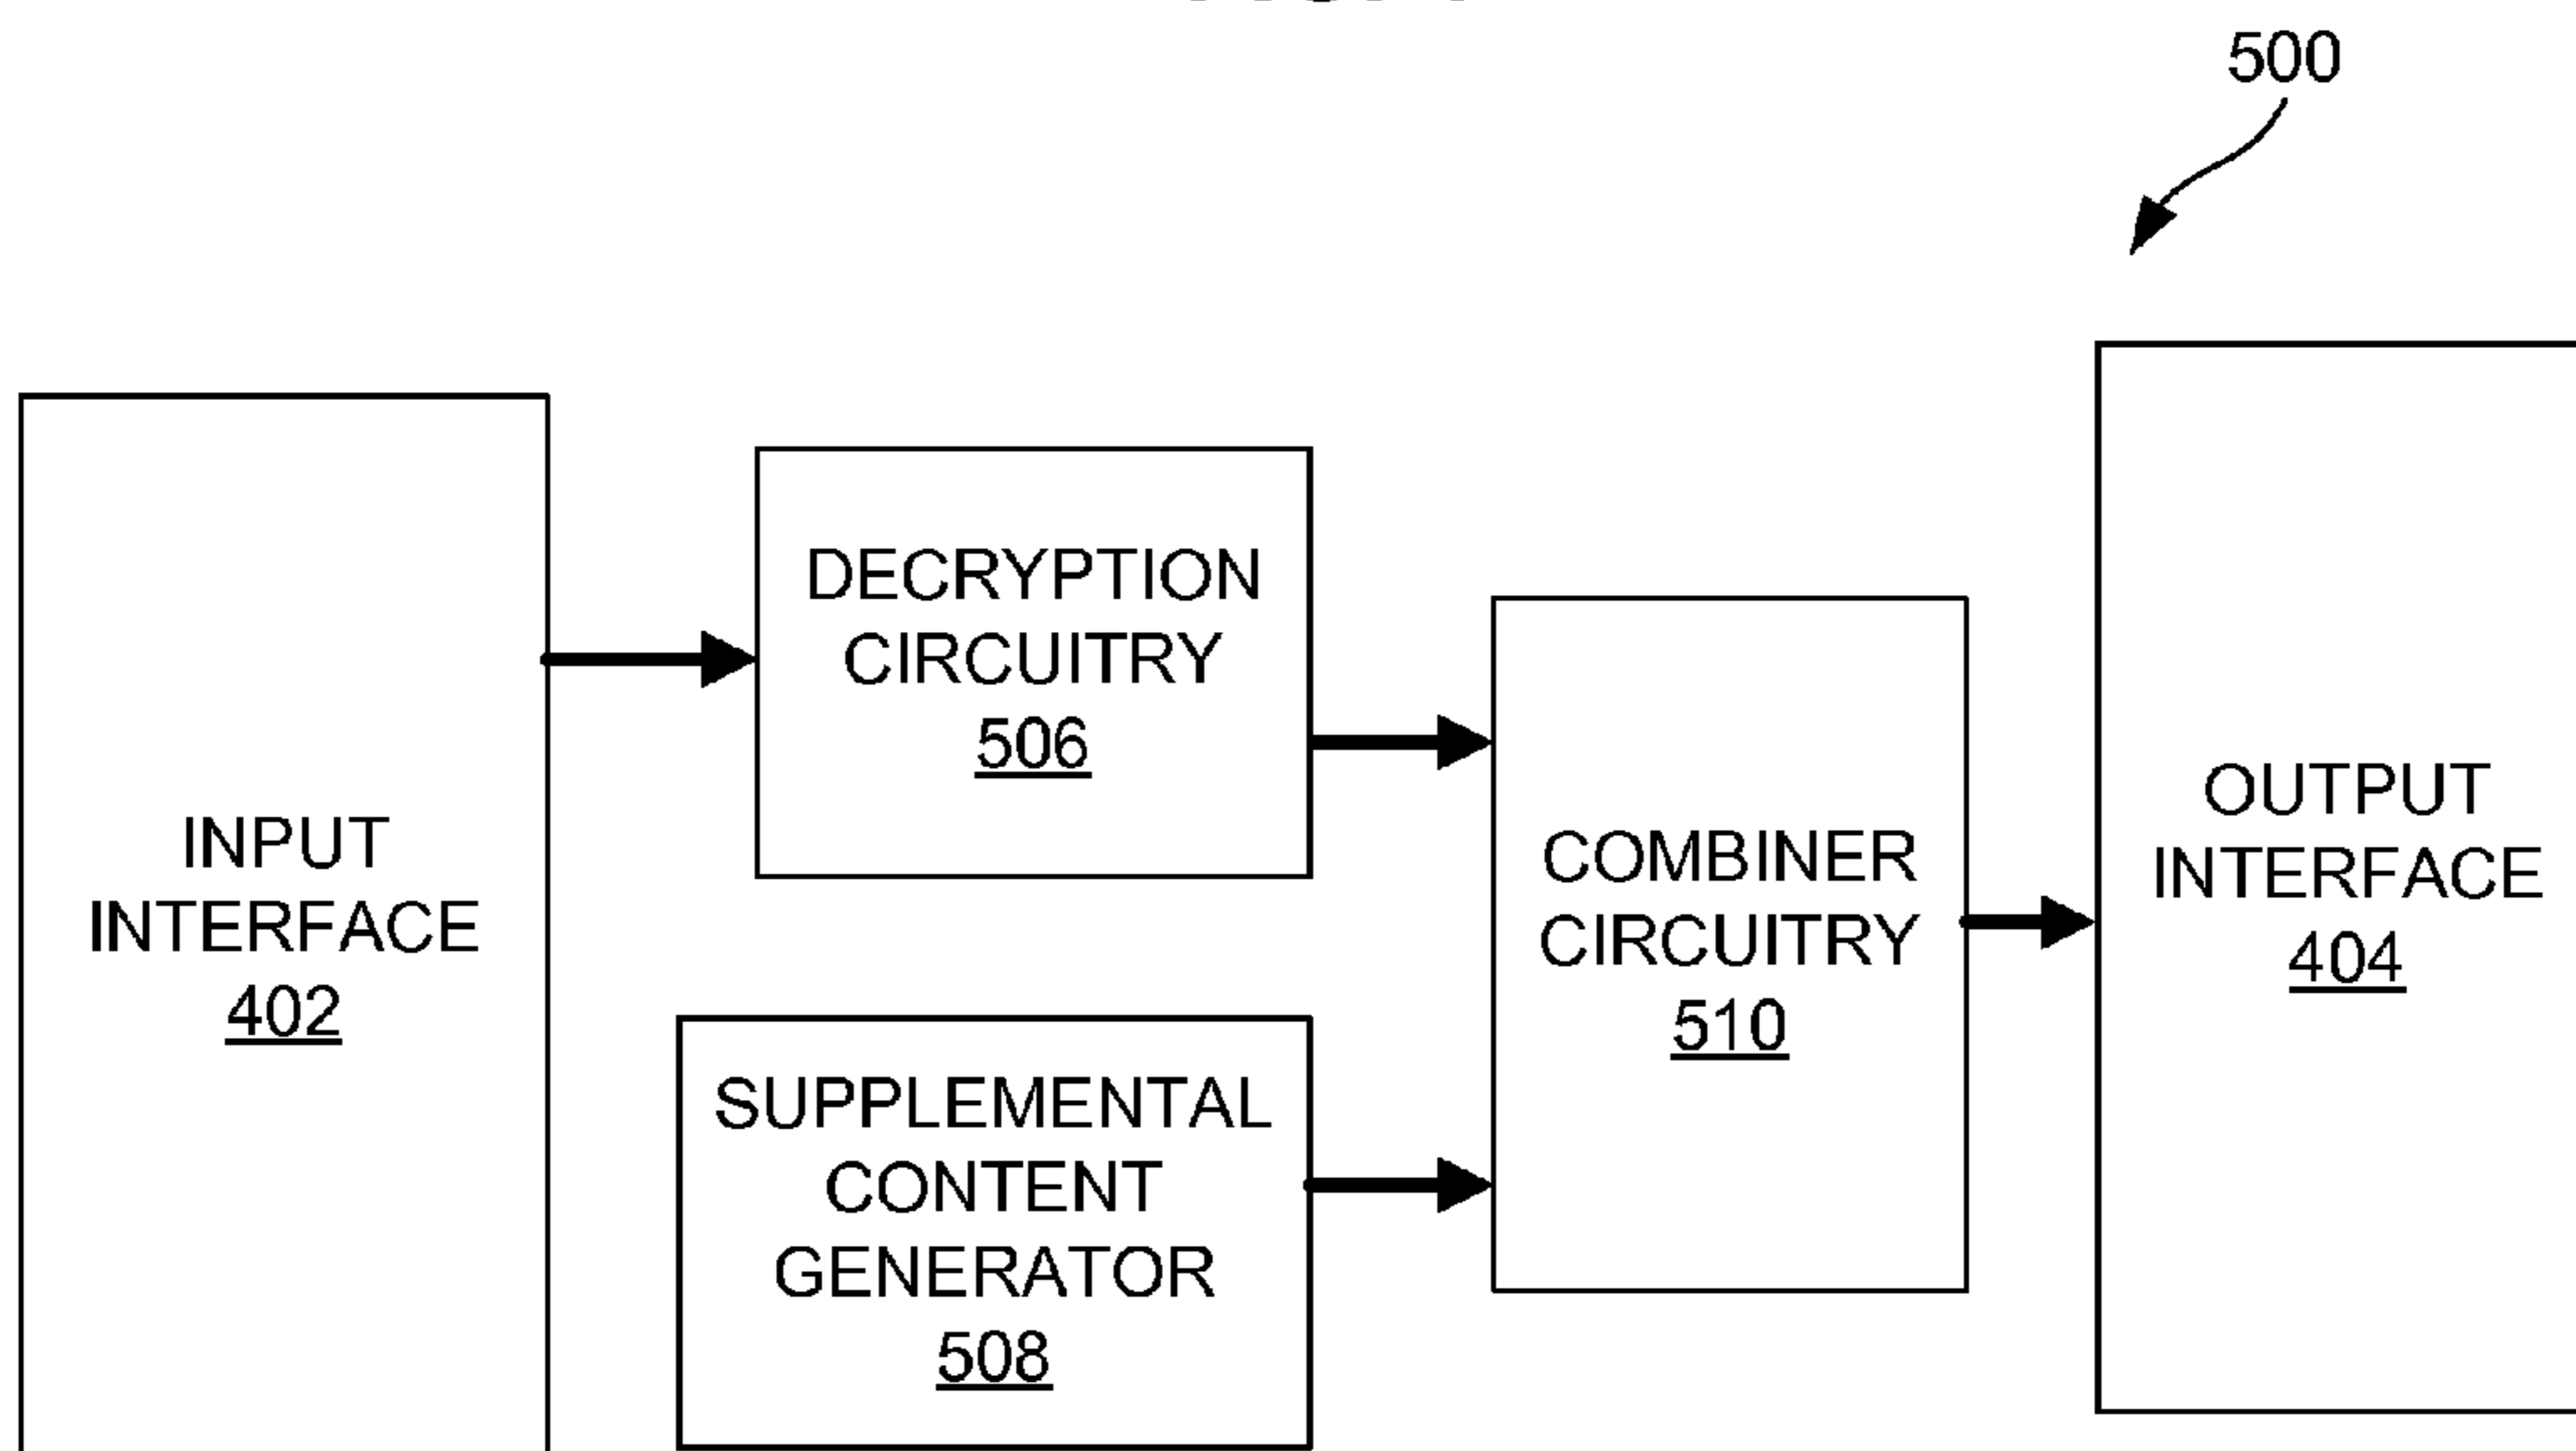 500
INPUT
INTERFACE
402
DECRYPTION
CIRCUITRY
506
SUPPLEMENTAL
CONTENT
GENERATOR
508
COMBINER
CIRCUITRY
510
OUTPUT
INTERFACE
404